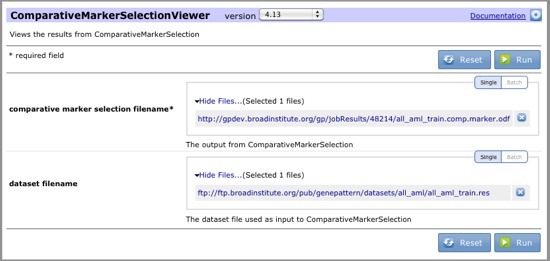 ComparativeMarkerSelectionViewer version 4.13 Documentation
Views the results from ComparativeMarkerSelection
* required field Reset Run
Single Batch
comparative marker selection filename*
Hide Files...(Selected 1 files)
http://gpdev.broadinstitute.org/gp/jobResults/48214/all_aml_train.comp.marker.odf
The output from ComparativeMarkerSelection
Single Batch
dataset filename
Hide Files...(Selected 1 files)
ftp://ftp.broadinstitute.org/pub/genepattern/datasets/all_aml/all_aml_train.res
The dataset file used as input to ComparativeMarkerSelection
Reset Run